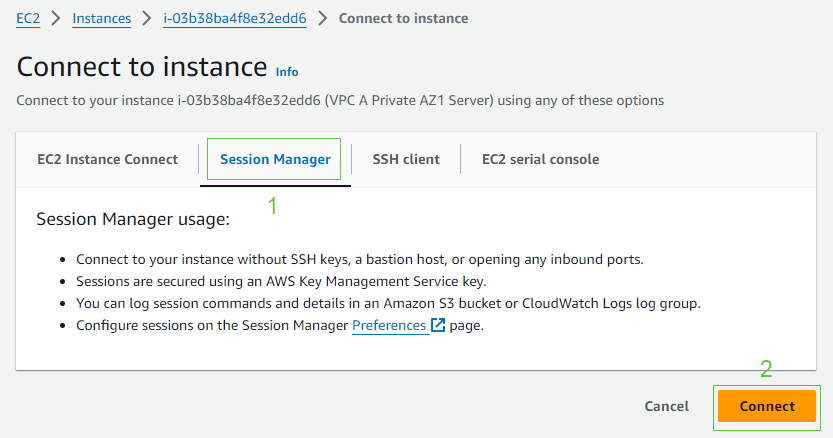 EC2 > Instances > i-03b38ba4f8e32edd6 > Connect to instance
Connect to instance Info
Connect to your instance i-03b38ba4f8e32edd6 (VPC A Private AZ1 Server) using any of these options
EC2 Instance Connect Session Manager SSH client EC2 serial console
1
Session Manager usage:
• Connect to your instance without SSH keys, a bastion host, or opening any inbound ports.
• Sessions are secured using an AWS Key Management Service key.
• You can log session commands and details in an Amazon S3 bucket or CloudWatch Logs log group.
• Configure sessions on the Session Manager Preferences page.
2
Cancel Connect